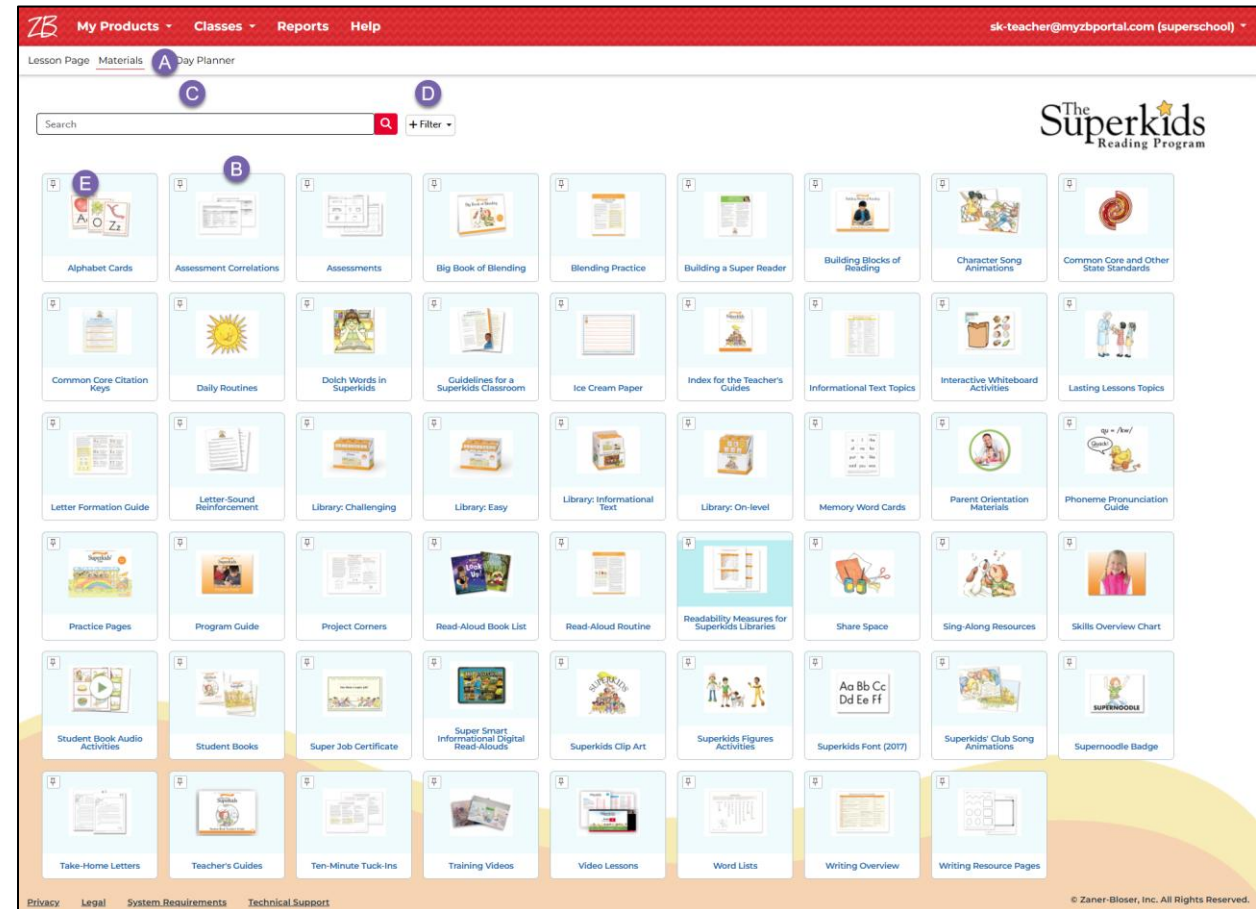 ZB My Products Classes Reports Help sk-teacher@myzbportal.com (superschool)
Lesson Page Materials A Day Planner
C D
Search + Filter
The
Superkids
Reading Program
E B
Alphabet Cards
Assessment Correlations
Assessments
Big Book of Blending
Blending Practice
Building a Super Reader
Building Blocks of
Reading
Character Song
Animations
Common Core and Other
State Standards
Common Core Citation
Keys
Daily Routines
Dolch Words in
Superkids
Guidelines for a
Superkids Classroom
Ice Cream Paper
Index for the Teacher's
Guides
Informational Text Topics
Interactive Whiteboard
Activities
Lasting Lessons Topics
qu = /kw/
Quack!
Letter Formation Guide
Letter-Sound
Reinforcement
Library: Challenging
Library: Easy
Library: Informational
Text
Library: On-level
Memory Word Cards
Parent Orientation
Materials
Phoneme Pronunciation
Guide
Practice Pages
Program Guide
Project Corners
Read-Aloud Book List
Read-Aloud Routine
Readability Measures for
Superkids Libraries
Share Space
Sing-Along Resources
Skills Overview Chart
Aa Bb Cc
Dd Ee Ff
SUPERNOODLE
Student Book Audio
Activities
Student Books
Super Job Certificate
Super Smart
Informational Digital
Read-Alouds
Superkids Clip Art
Superkids Figures
Activities
Superkids Font (2017)
Superkids' Club Song
Animations
Supernoodle Badge
Take-Home Letters
Teacher's Guides
Ten-Minute Tuck-Ins
Training Videos
Video Lessons
Word Lists
Writing Overview
Writing Resource Pages
Privacy Legal System Requirements Technical Support © Zaner-Bloser, Inc. All Rights Reserved.